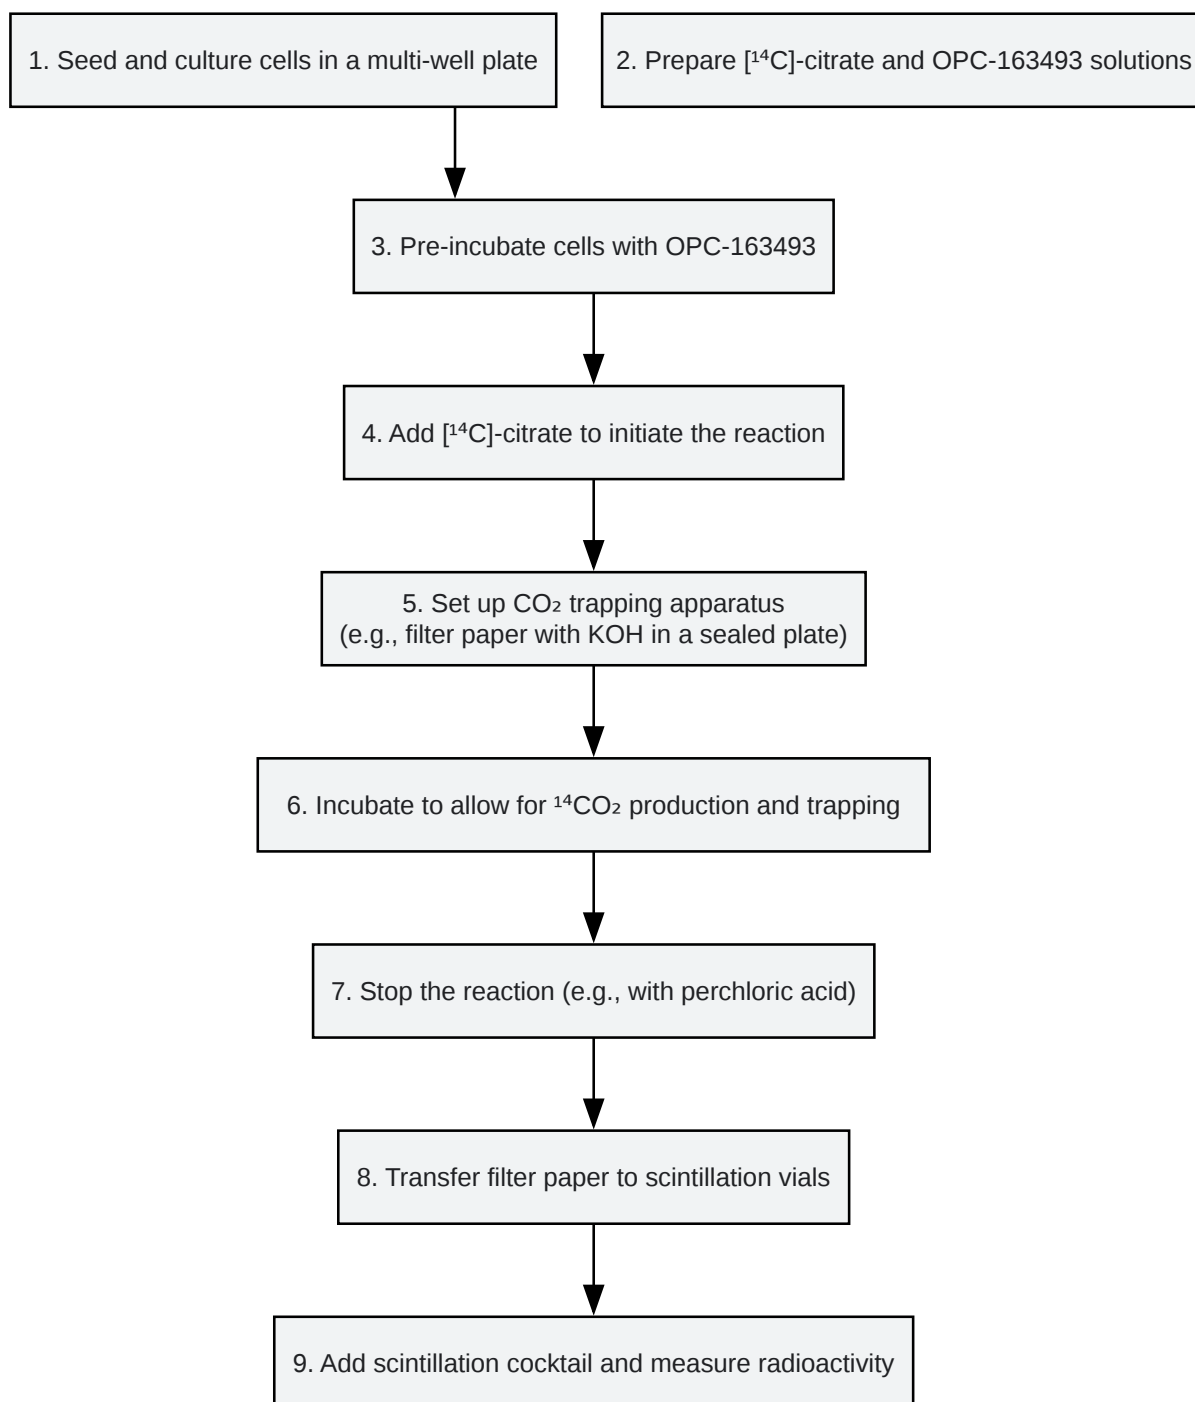 1. Seed and culture cells in a multi-well plate
2. Prepare [¹⁴C]-citrate and OPC-163493 solutions
3. Pre-incubate cells with OPC-163493
4. Add [¹⁴C]-citrate to initiate the reaction
5. Set up CO₂ trapping apparatus
(e.g., filter paper with KOH in a sealed plate)
6. Incubate to allow for ¹⁴CO₂ production and trapping
7. Stop the reaction (e.g., with perchloric acid)
8. Transfer filter paper to scintillation vials
9. Add scintillation cocktail and measure radioactivity